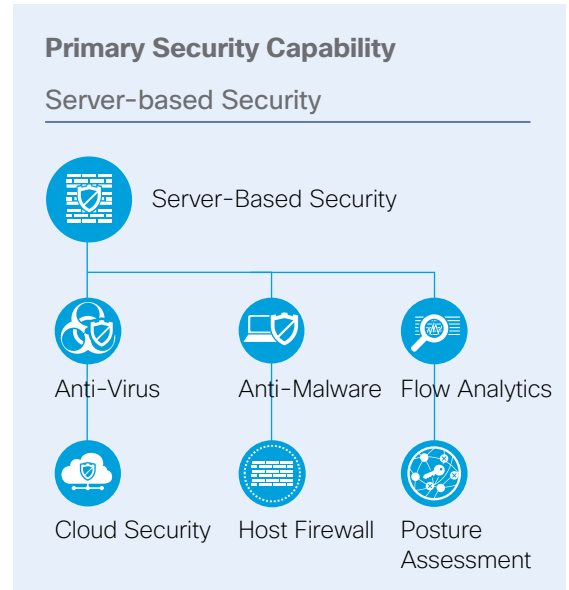 Primary Security Capability
Server-based Security
Server-Based Security
Anti-Virus
Anti-Malware
Flow Analytics
Cloud Security
Host Firewall
Posture
Assessment